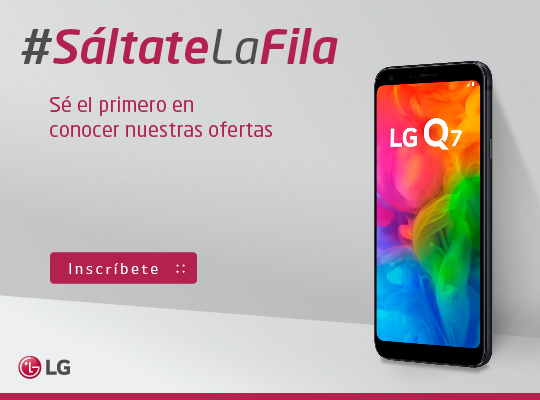 #SáltateLaFila
Sé el primero en
conocer nuestras ofertas
LG Q7
Inscríbete
LG